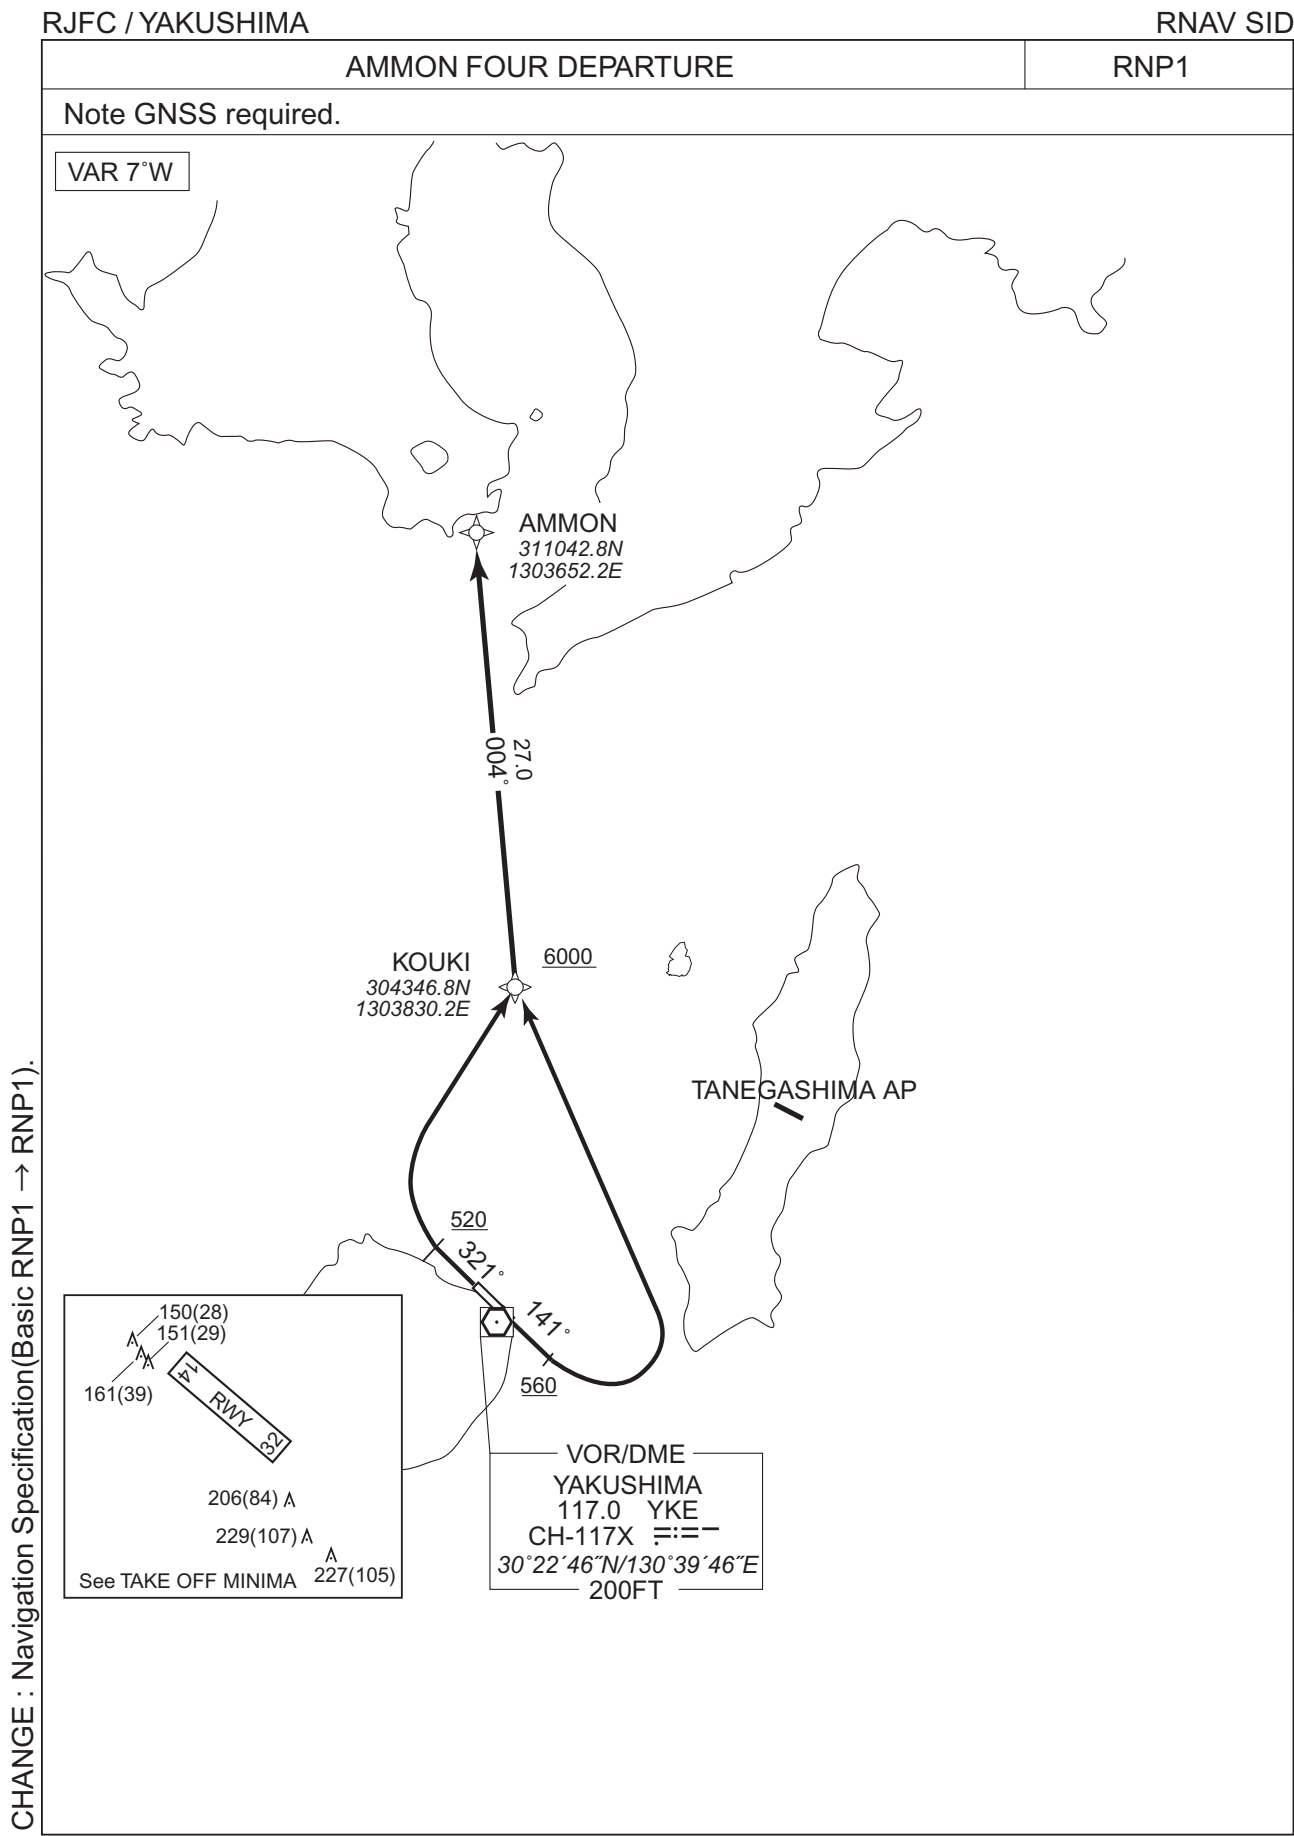 RJFC / YAKUSHIMA
RNAV SID
AMMON FOUR DEPARTURE
RNP1
Note GNSS required.
VAR 7˚W
AMMON
311042.8N
1303652.2E
27.0
004˚
KOUKI
304346.8N
1303830.2E
6000
TANEGASHIMA AP
520
321˚
141˚
560
150(28)
151(29)
161(39)
14
RWY
32
206(84)
229(107)
227(105)
See TAKE OFF MINIMA
VOR/DME
YAKUSHIMA
117.0 YKE
CH-117X
30˚22´46˝N/130˚39´46˝E
200FT
CHANGE : Navigation Specification(Basic RNP1 → RNP1).